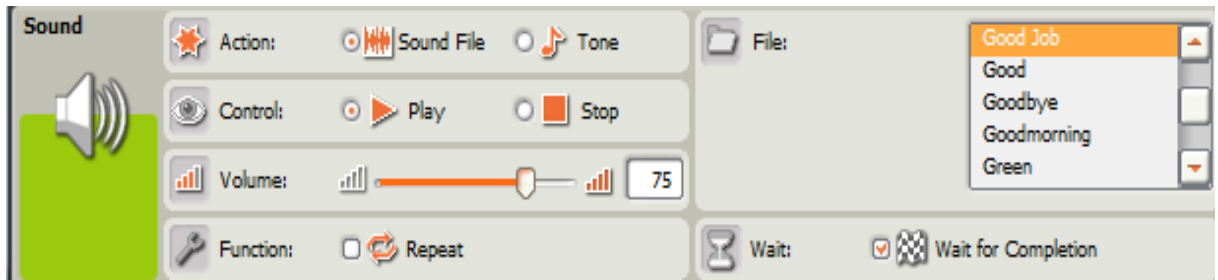 Sound
Action: Sound File Tone
Control: Play Stop
Volume: 75
Function: Repeat
File:
Good Job
Good
Goodbye
Goodmorning
Green
Wait: Wait for Completion